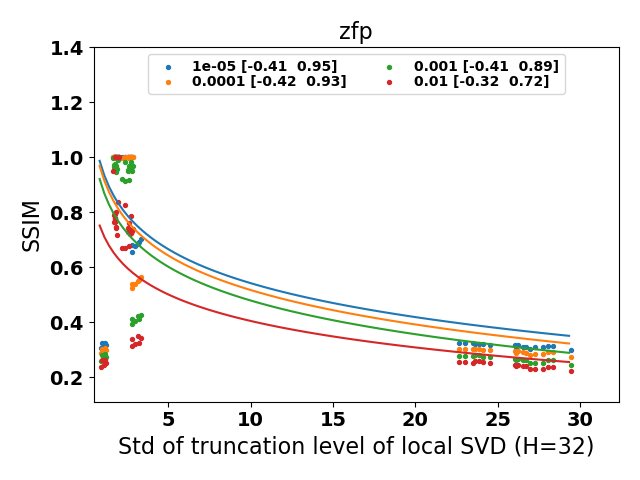 zfp
1e-05 [-0.41  0.95]
0.0001 [-0.42  0.93]
0.001 [-0.41  0.89]
0.01 [-0.32  0.72]
SSIM
1.4
1.2
1.0
0.8
0.6
0.4
0.2
5 10 15 20 25 30
Std of truncation level of local SVD (H=32)